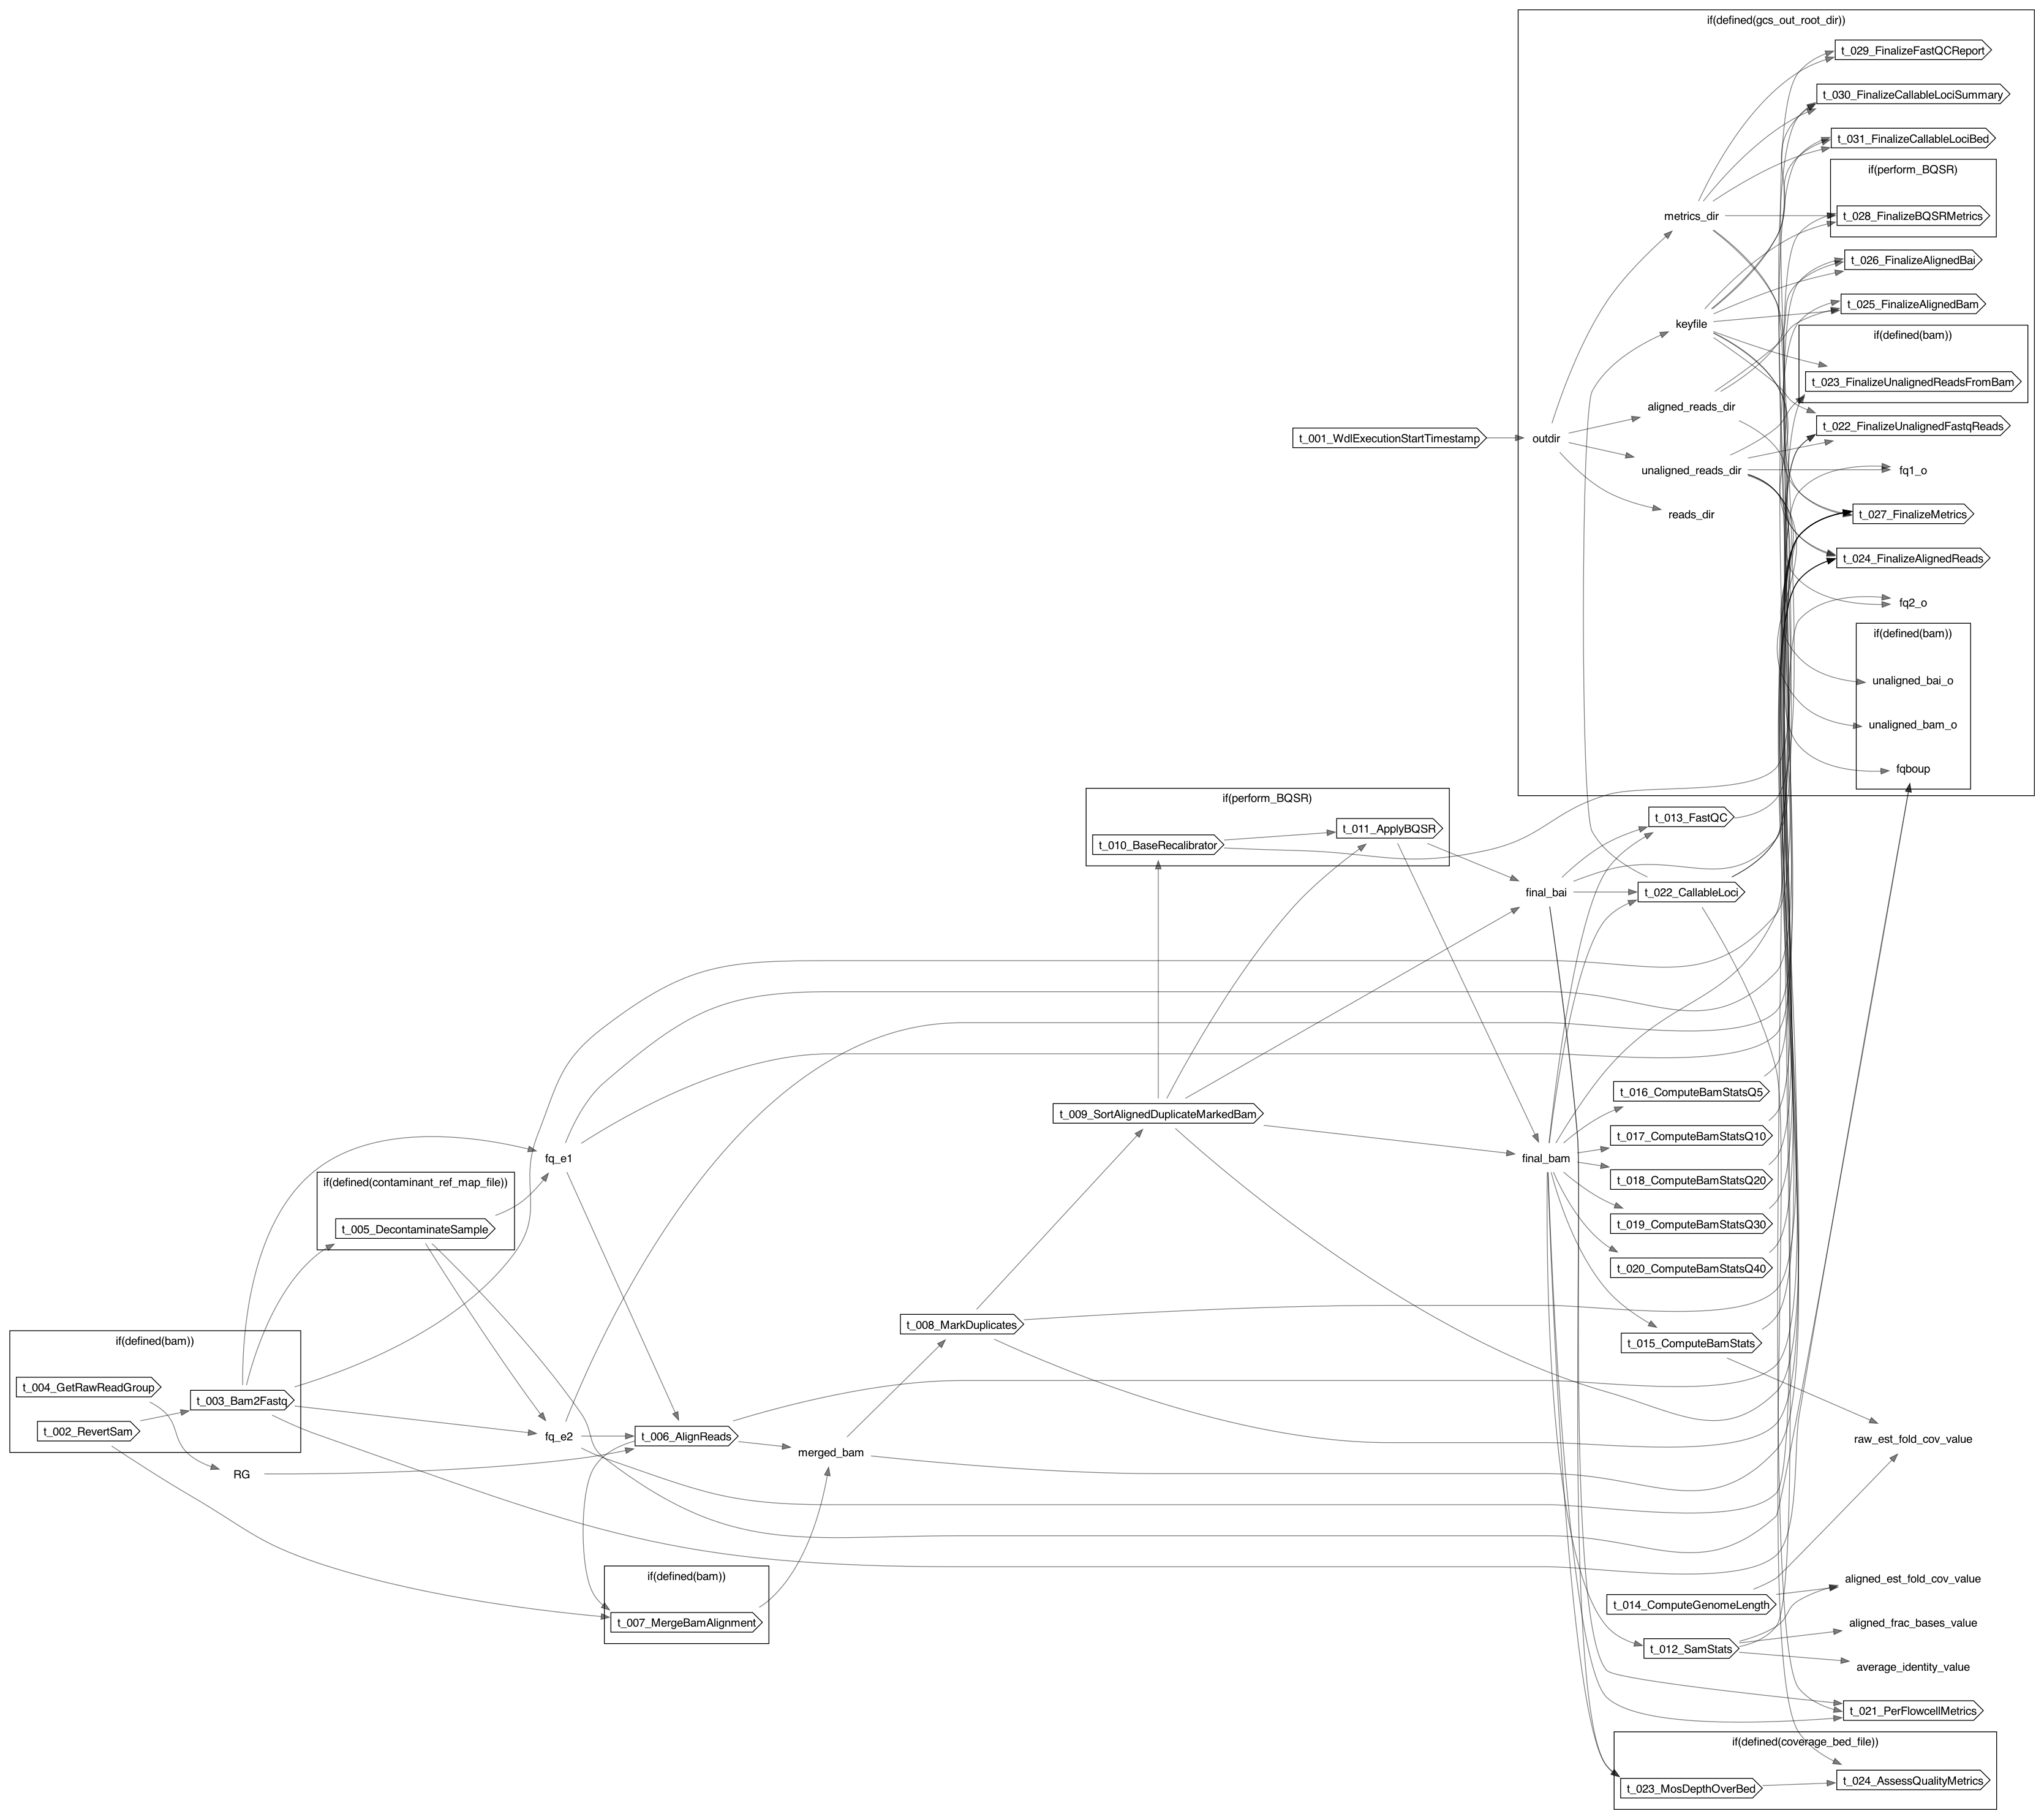 if(defined(gcs_out_root_dir))
t_029_FinalizeFastQCReport
t_030_FinalizeCallableLociSummary
t_031_FinalizeCallableLociBed
if(perform_BQSR)
metrics_dir
t_028_FinalizeBQSRMetrics
t_026_FinalizeAlignedBai
t_025_FinalizeAlignedBam
keyfile
if(defined(bam))
t_023_FinalizeUnalignedReadsFromBam
aligned_reads_dir
t_022_FinalizeUnalignedFastqReads
t_001_WdlExecutionStartTimestamp
outdir
unaligned_reads_dir
fq1_o
reads_dir
t_027_FinalizeMetrics
t_024_FinalizeAlignedReads
fq2_o
if(defined(bam))
unaligned_bai_o
unaligned_bam_o
fqboup
if(perform_BQSR)
t_013_FastQC
t_011_ApplyBQSR
t_010_BaseRecalibrator
final_bai
t_022_CallableLoci
t_016_ComputeBamStatsQ5
t_009_SortAlignedDuplicateMarkedBam
t_017_ComputeBamStatsQ10
fq_e1
final_bam
t_018_ComputeBamStatsQ20
if(defined(contaminant_ref_map_file))
t_019_ComputeBamStatsQ30
t_005_DecontaminateSample
t_020_ComputeBamStatsQ40
t_008_MarkDuplicates
if(defined(bam))
t_015_ComputeBamStats
t_004_GetRawReadGroup
t_003_Bam2Fastq
t_002_RevertSam
fq_e2
t_006_AlignReads
raw_est_fold_cov_value
merged_bam
RG
if(defined(bam))
aligned_est_fold_cov_value
t_014_ComputeGenomeLength
t_007_MergeBamAlignment
aligned_frac_bases_value
t_012_SamStats
average_identity_value
t_021_PerFlowcellMetrics
if(defined(coverage_bed_file))
t_023_MosDepthOverBed
t_024_AssessQualityMetrics